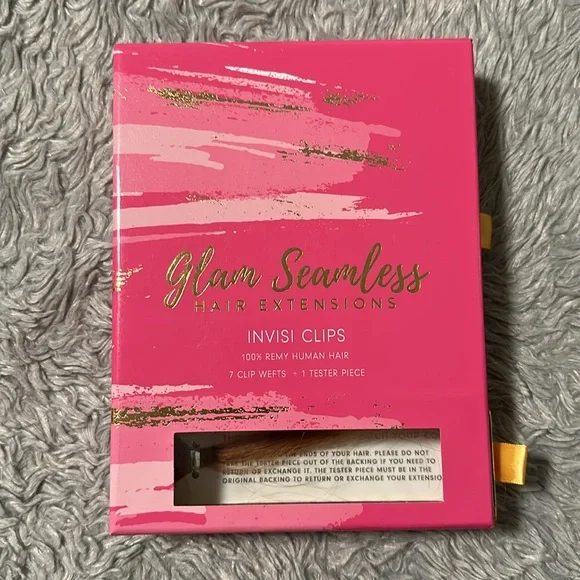 Glam Seamless
HAIR EXTENSIONS
INVISI CLIPS
100% REMY HUMAN HAIR
7 CLIP WEFTS + 1 TESTER PIECE
ENDS OF YOUR HAIR. PLEASE DO NOT
TAKE THE TESTER PIECE OUT OF THE BACKING IF YOU NEED TO
RETURN OR EXCHANGE IT. THE TESTER PIECE MUST BE IN THE
ORIGINAL BACKING TO RETURN OR EXCHANGE YOUR EXTENSIO